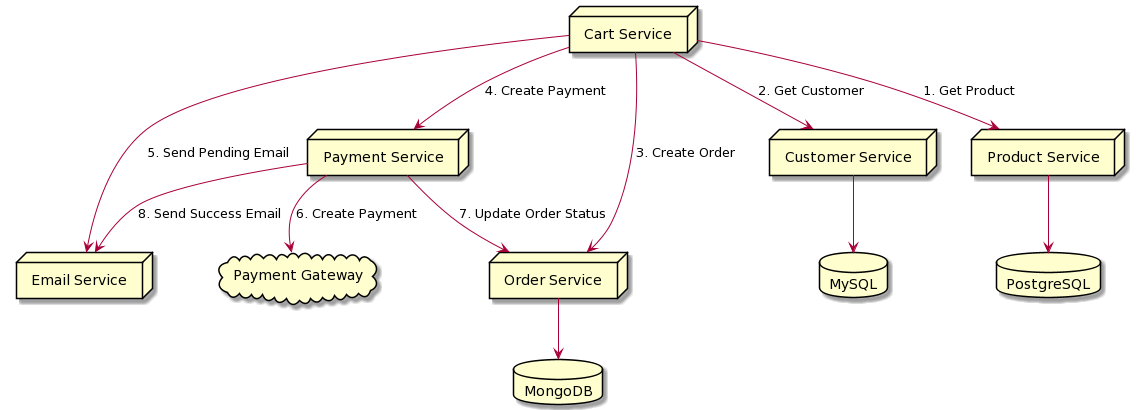 Cart Service
4. Create Payment
2. Get Customer
1. Get Product
5. Send Pending Email
Payment Service
3. Create Order
Customer Service
Product Service
8. Send Success Email
6. Create Payment
7. Update Order Status
Email Service
Payment Gateway
Order Service
MySQL
PostgreSQL
MongoDB